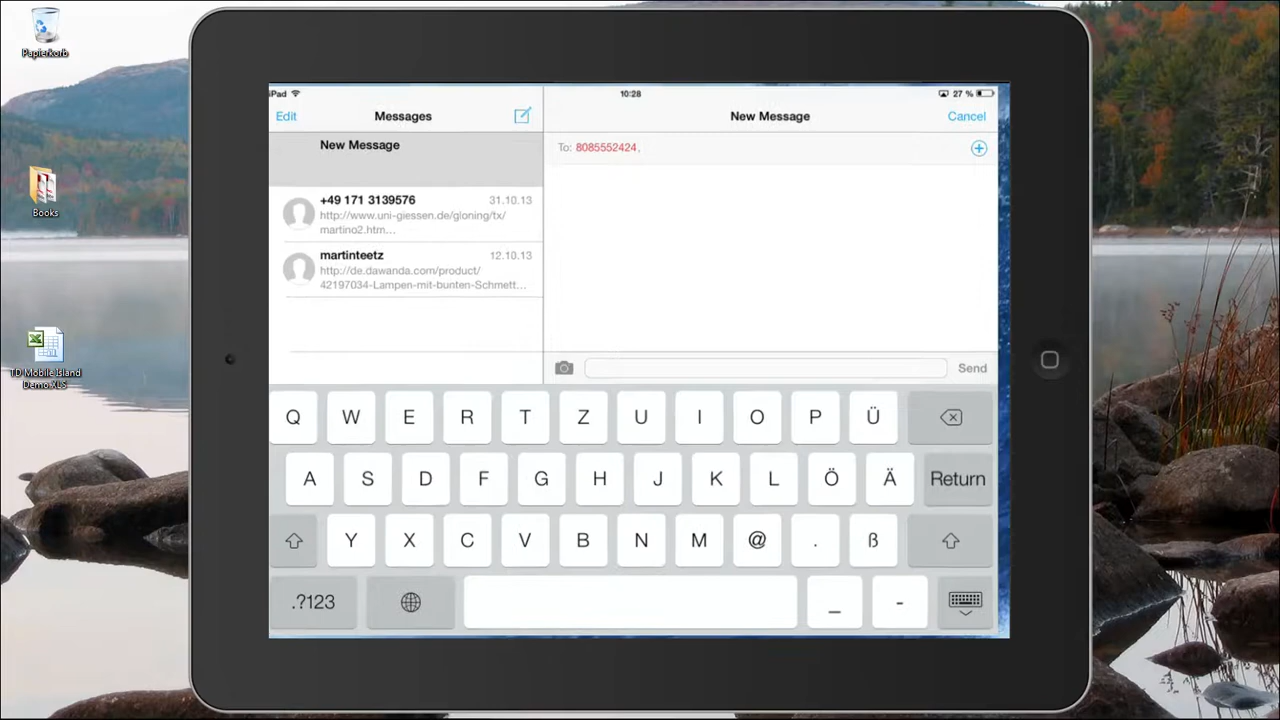 Papierkorb
Books
TD Mobile Island
Demo.XLS
iPad
10:28
27 %
Edit
Messages
New Message
Cancel
New Message
To: 8085552424,
+49 171 3139576
31.10.13
http://www.uni-giessen.de/gloning/tx/
martino2.htm...
martinteetz
12.10.13
http://de.dawanda.com/product/
42197034-Lampen-mit-bunten-Schmett...
Send
Q W E R T Z U I O P Ü
A S D F G H J K L Ö Ä Return
Y X C V B N M @ . ß
.?123 _ -